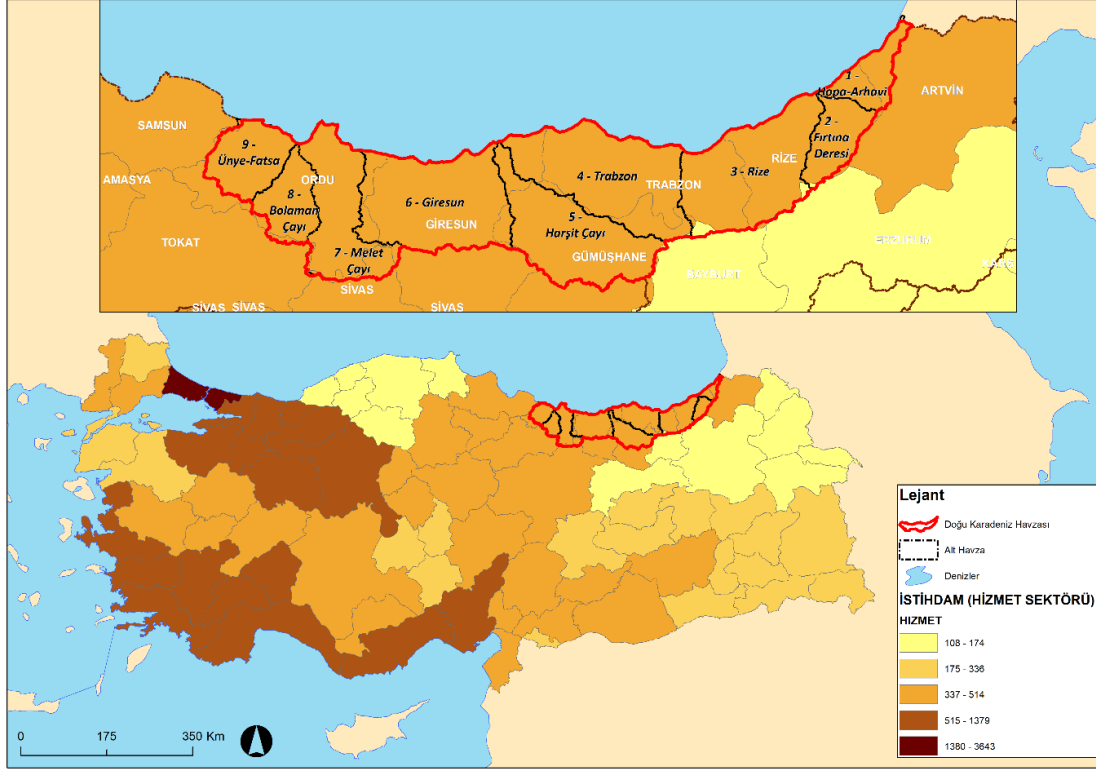 SAMSUN
AMASYA
TOKAT
SİVAS SİVAS
SİVAS
SİVAS
ORDU
GİRESUN
GÜMÜŞHANE
TRABZON
RİZE
ARTVİN
ERZURUM
BAYBURT
KARS
1 -
Hopa-Arhavi
2 -
Fırtına
Deresi
3 - Rize
4 - Trabzon
5 -
Harşit Çayı
6 - Giresun
7 - Melet
Çayı
8 -
Bolaman
Çayı
9 -
Ünye-Fatsa
Lejant
Doğu Karadeniz Havzası
Alt Havza
Denizler
İSTİHDAM (HİZMET SEKTÖRÜ)
HIZMET
108 - 174
175 - 336
337 - 514
515 - 1379
1380 - 3643
0 175 350 Km